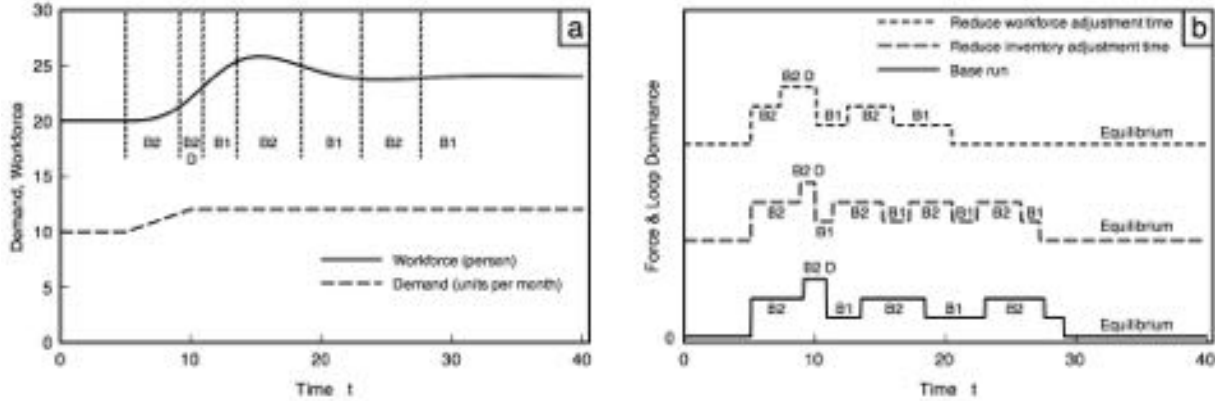 a
30
25
20
15
10
5
0
Demand, Workforce
B2
B2
D
B1
B2
B1
B2
B1
Workforce (person)
Demand (units per month)
0
10
20
30
40
Time t
b
Force & Loop Dominance
Reduce workforce adjustment time
Reduce inventory adjustment time
Base run
B2 D
B2
B1
B2
B1
Equilibrium
B2 D
B2
B1
B2
B1
B2
B1
B2
B1
Equilibrium
B2 D
B2
B1
B2
B1
B2
Equilibrium
0
0
10
20
30
40
Time t